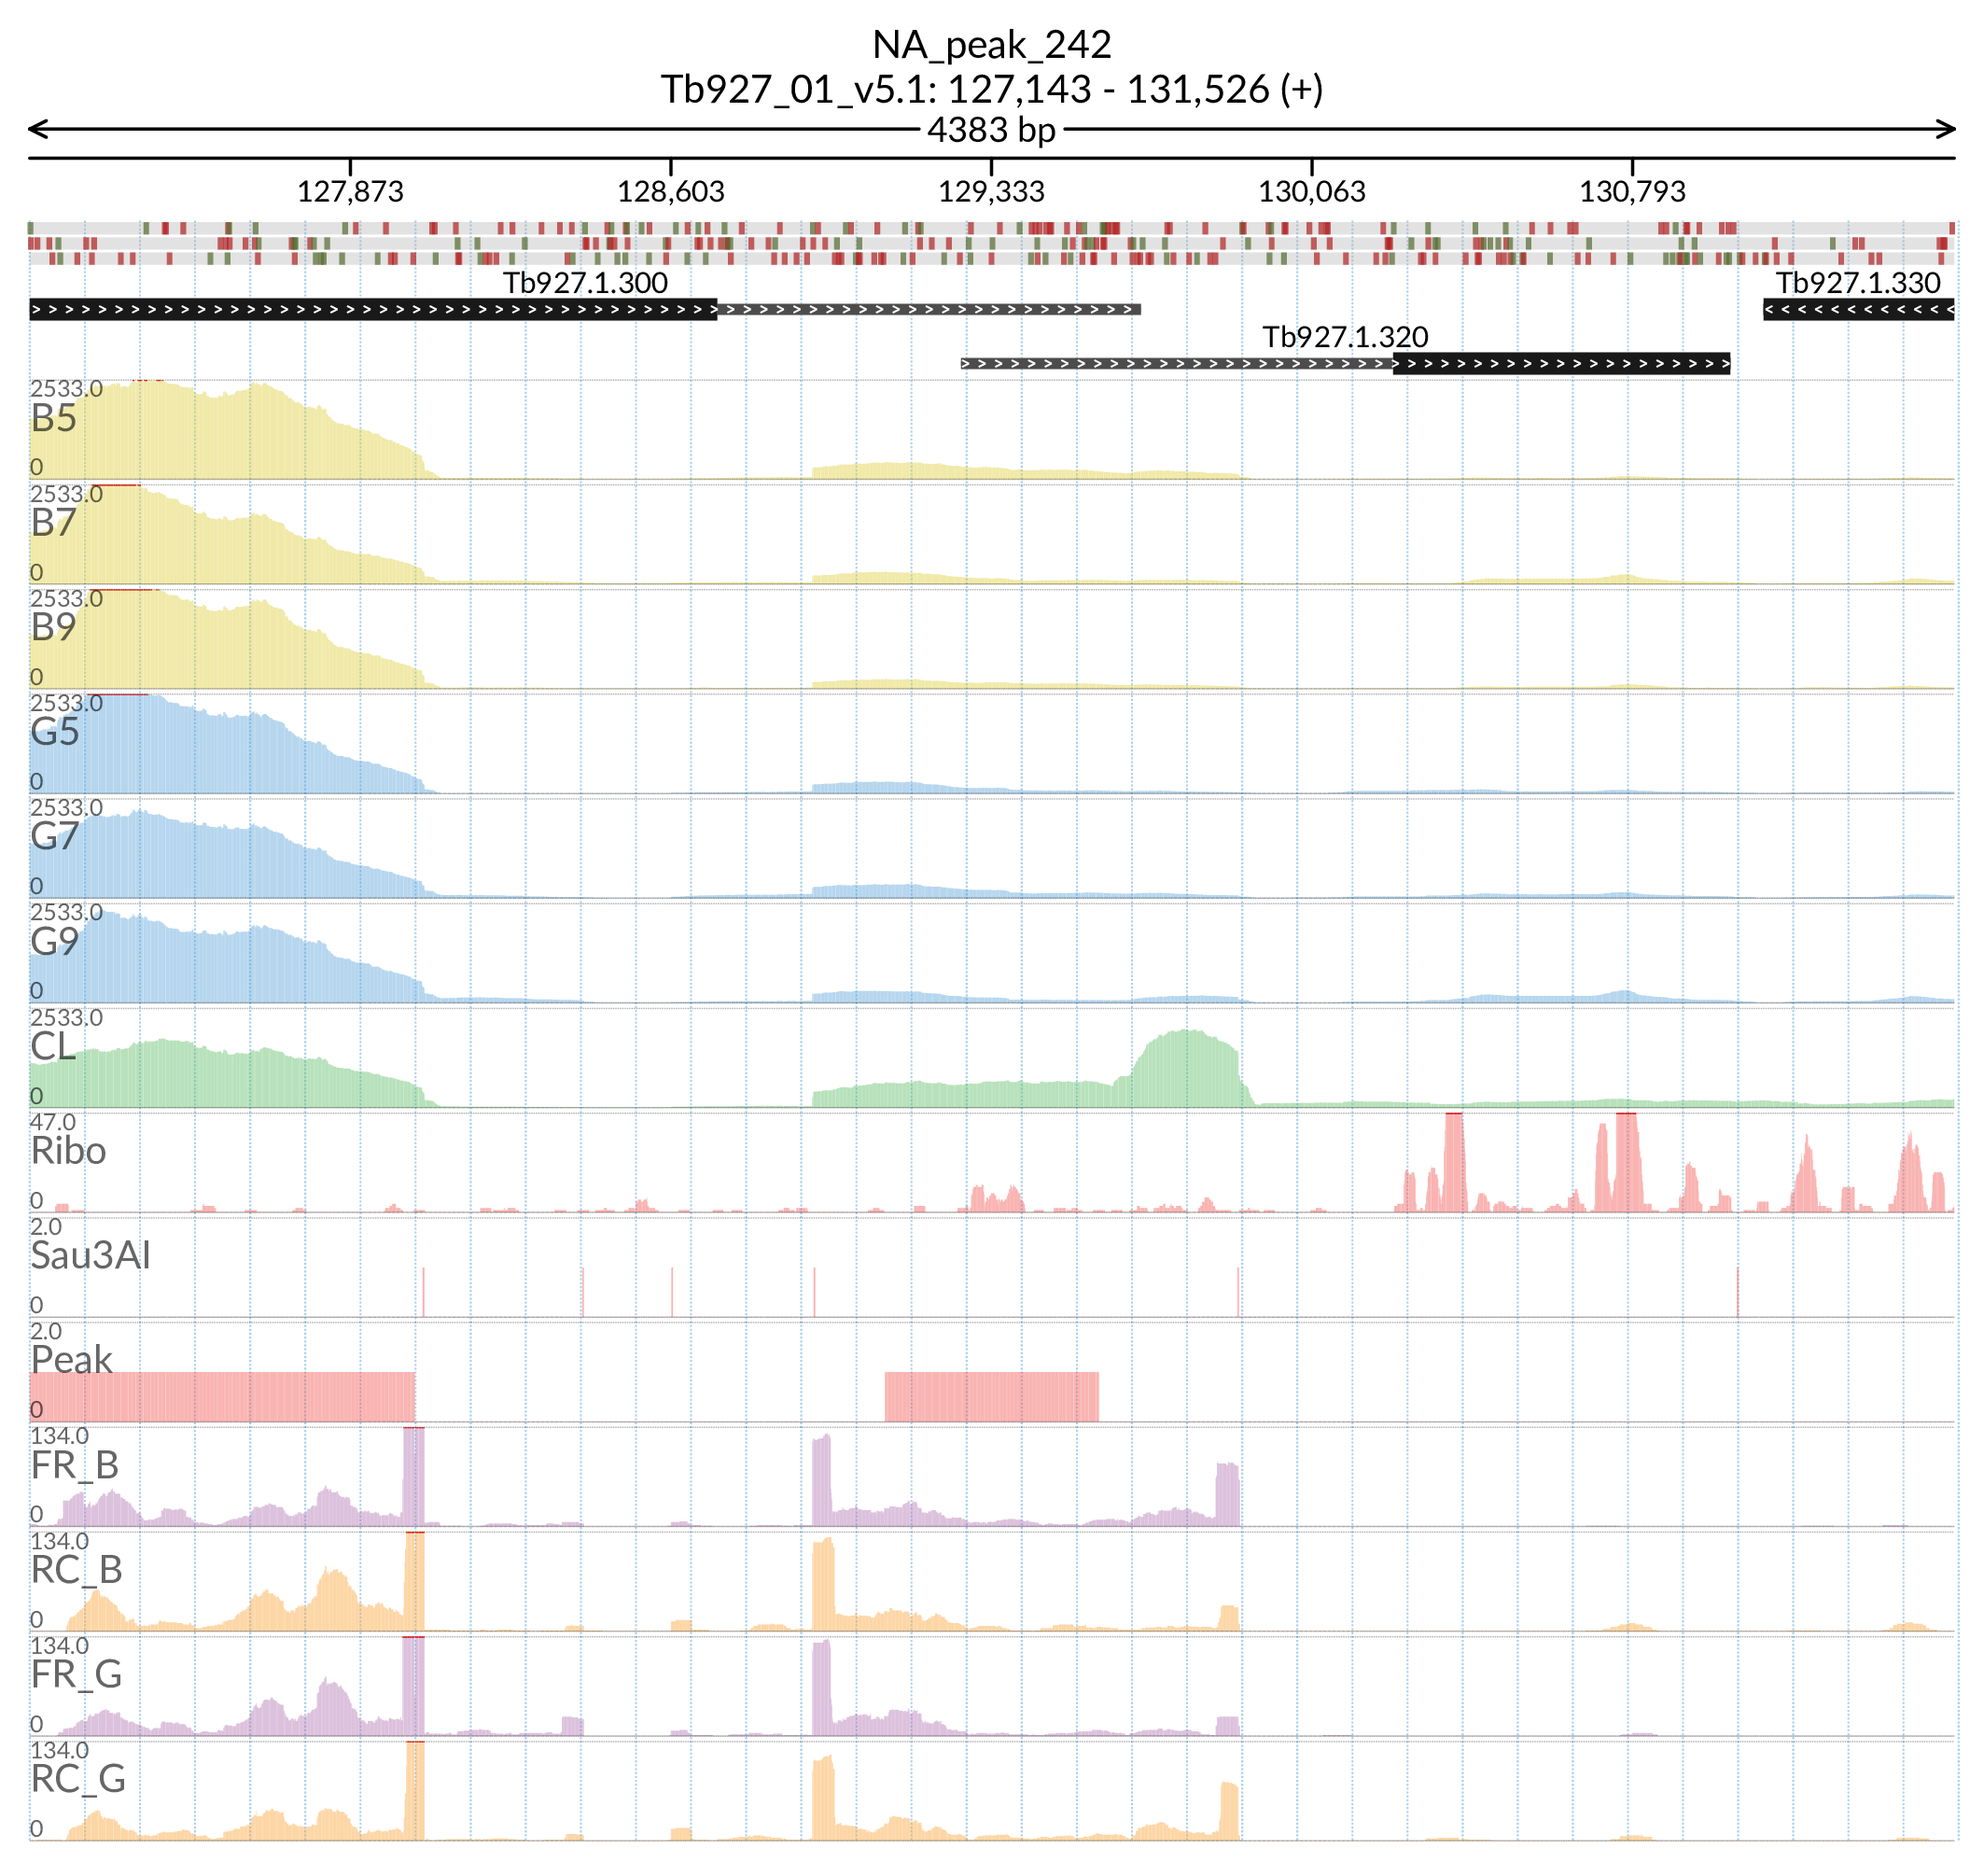 NA_peak_242
Tb927_01_v5.1: 127,143 - 131,526 (+)
4383 bp
127,873 128,603 129,333 130,063 130,793
Tb927.1.300 Tb927.1.330
Tb927.1.320
2533.0
B5
0
2533.0
B7
0
2533.0
B9
0
2533.0
G5
0
2533.0
G7
0
2533.0
G9
0
2533.0
CL
0
47.0
Ribo
0
2.0
Sau3AI
0
2.0
Peak
0
134.0
FR_B
0
134.0
RC_B
0
134.0
FR_G
0
134.0
RC_G
0